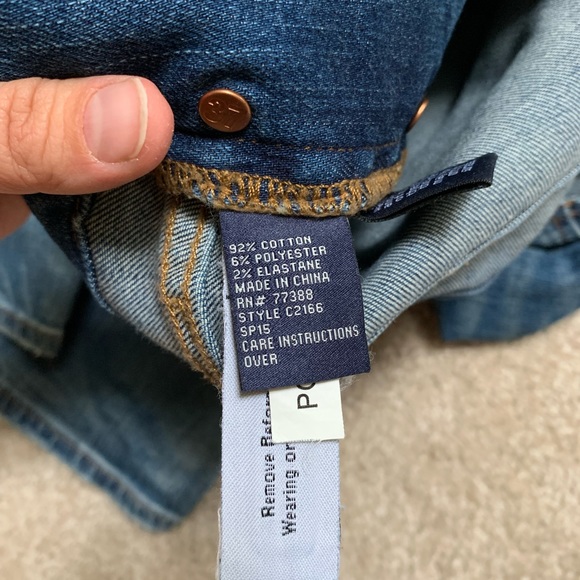 92% COTTON
6% POLYESTER
2% ELASTANE
MADE IN CHINA
RN# 77388
STYLE C2166
SP15
CARE INSTRUCTIONS
OVER
PO
Remove Before
Wearing or